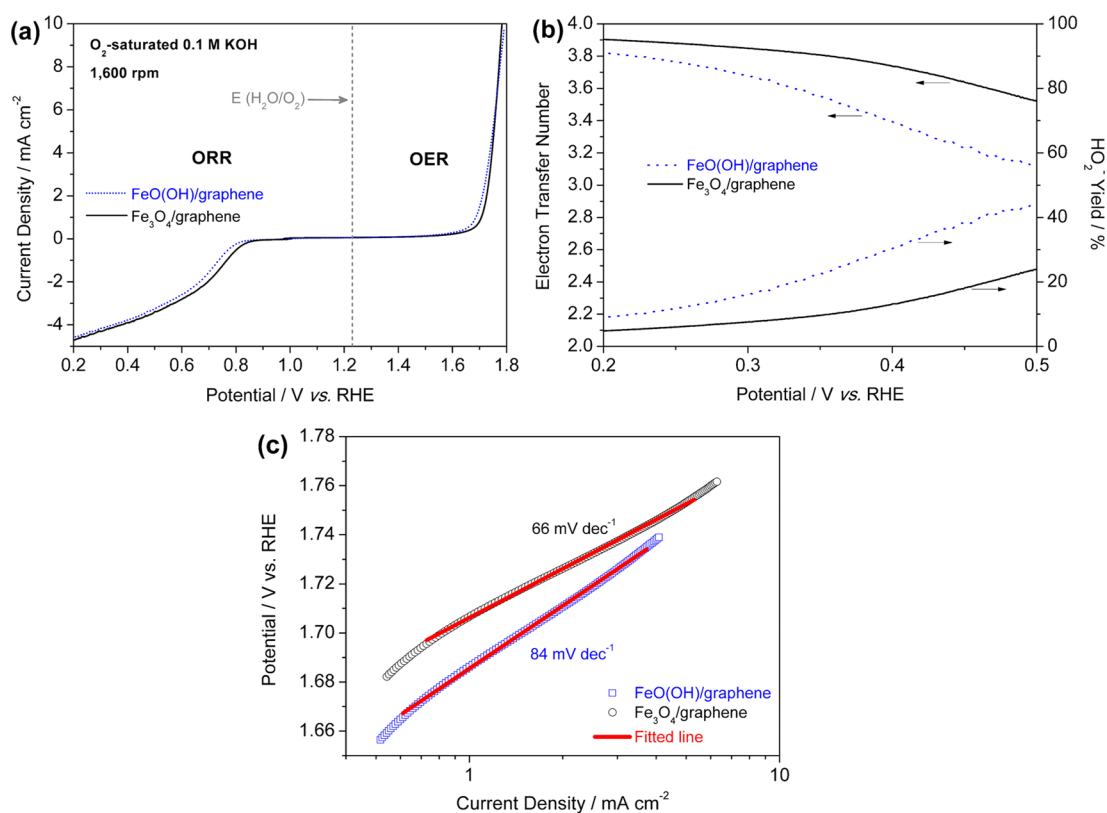 (a)
O₂-saturated 0.1 M KOH
1,600 rpm
E (H₂O/O₂)
ORR
OER
FeO(OH)/graphene
Fe₃O₄/graphene
10
8
6
4
2
0
-2
-4
Current Density / mA cm⁻²
0.2
0.4
0.6
0.8
1.0
1.2
1.4
1.6
1.8
Potential / V vs. RHE
(b)
4.0
3.8
3.6
3.4
3.2
3.0
2.8
2.6
2.4
2.2
2.0
Electron Transfer Number
FeO(OH)/graphene
Fe₃O₄/graphene
100
80
60
40
20
0
HO₂⁻ Yield / %
0.2
0.3
0.4
0.5
Potential / V vs. RHE
(c)
1.78
1.76
1.74
1.72
1.70
1.68
1.66
Potential / V vs. RHE
66 mV dec⁻¹
84 mV dec⁻¹
FeO(OH)/graphene
Fe₃O₄/graphene
Fitted line
1
10
Current Density / mA cm⁻²